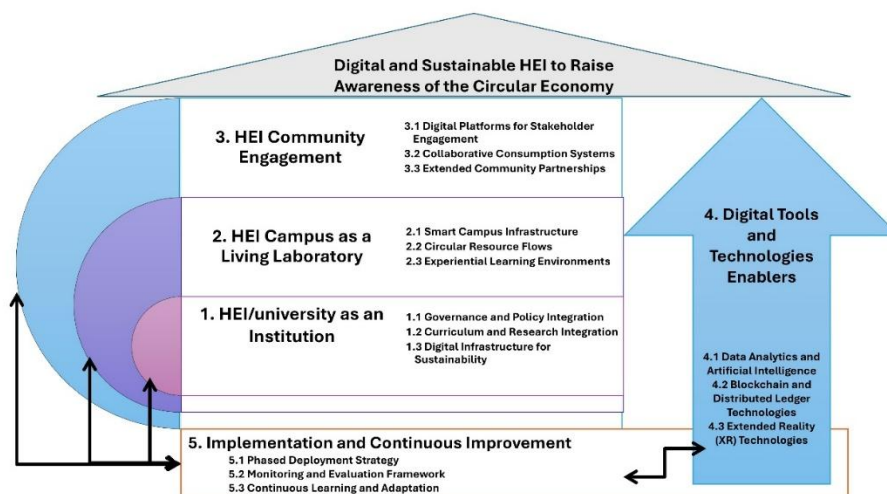 Digital and Sustainable HEI to Raise
Awareness of the Circular Economy
3. HEI Community
Engagement
3.1 Digital Platforms for Stakeholder
Engagement
3.2 Collaborative Consumption Systems
3.3 Extended Community Partnerships
2. HEI Campus as a
Living Laboratory
2.1 Smart Campus Infrastructure
2.2 Circular Resource Flows
2.3 Experiential Learning Environments
1. HEI/university as an
Institution
1.1 Governance and Policy Integration
1.2 Curriculum and Research Integration
1.3 Digital Infrastructure for
Sustainability
4. Digital Tools
and
Technologies
Enablers
4.1 Data Analytics and
Artificial Intelligence
4.2 Blockchain and
Distributed Ledger
Technologies
4.3 Extended Reality
(XR) Technologies
5. Implementation and Continuous Improvement
5.1 Phased Deployment Strategy
5.2 Monitoring and Evaluation Framework
5.3 Continuous Learning and Adaptation